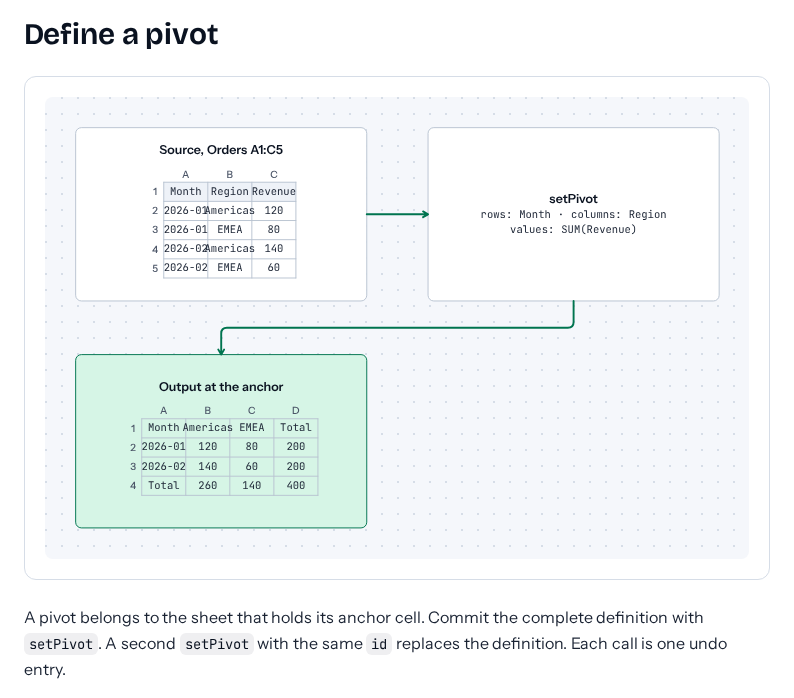 Define a pivot
Source, Orders A1:C5
A B C
1 Month Region Revenue
2 2026-01 Americas 120
3 2026-01 EMEA 80
4 2026-02 Americas 140
5 2026-02 EMEA 60
setPivot
rows: Month · columns: Region
values: SUM(Revenue)
Output at the anchor
A B C D
1 Month Americas EMEA Total
2 2026-01 120 80 200
3 2026-02 140 60 200
4 Total 260 140 400
A pivot belongs to the sheet that holds its anchor cell. Commit the complete definition with
setPivot. A second setPivot with the same id replaces the definition. Each call is one undo
entry.